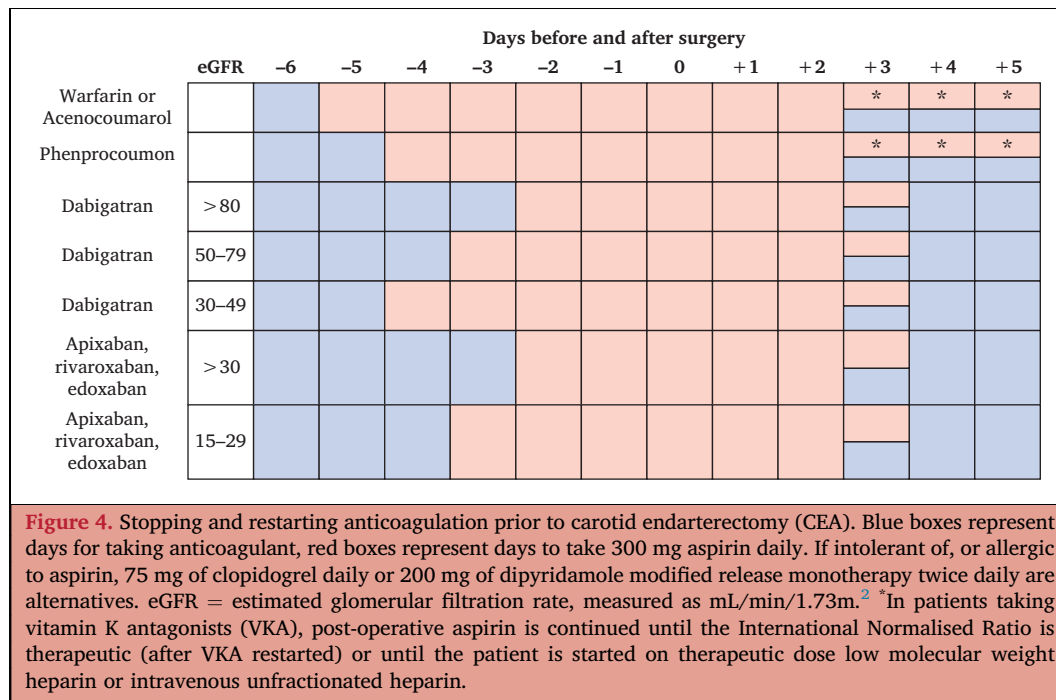 Days before and after surgery
eGFR –6 –5 –4 –3 –2 –1 0 +1 +2 +3 +4 +5
Warfarin or
Acenocoumarol
* * *
Phenprocoumon
* * *
Dabigatran >80
Dabigatran 50–79
Dabigatran 30–49
Apixaban,
rivaroxaban,
edoxaban
>30
Apixaban,
rivaroxaban,
edoxaban
15–29
Figure 4. Stopping and restarting anticoagulation prior to carotid endarterectomy (CEA). Blue boxes represent
days for taking anticoagulant, red boxes represent days to take 300 mg aspirin daily. If intolerant of, or allergic
to aspirin, 75 mg of clopidogrel daily or 200 mg of dipyridamole modified release monotherapy twice daily are
alternatives. eGFR = estimated glomerular filtration rate, measured as mL/min/1.73m.² *In patients taking
vitamin K antagonists (VKA), post-operative aspirin is continued until the International Normalised Ratio is
therapeutic (after VKA restarted) or until the patient is started on therapeutic dose low molecular weight
heparin or intravenous unfractionated heparin.